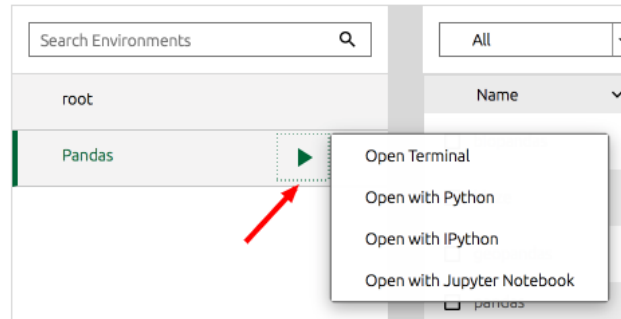 Search Environments
All
root
Name
Pandas
Open Terminal
Open with Python
Open with IPython
Open with Jupyter Notebook
pandas